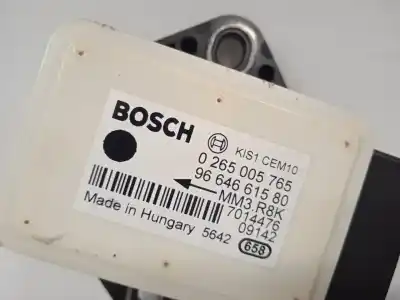 BOSCH KIS1 CEM10
0 265 005 765
96 646 615 80
MM3 R8K
7014476
09142
Made in Hungary 5642 658